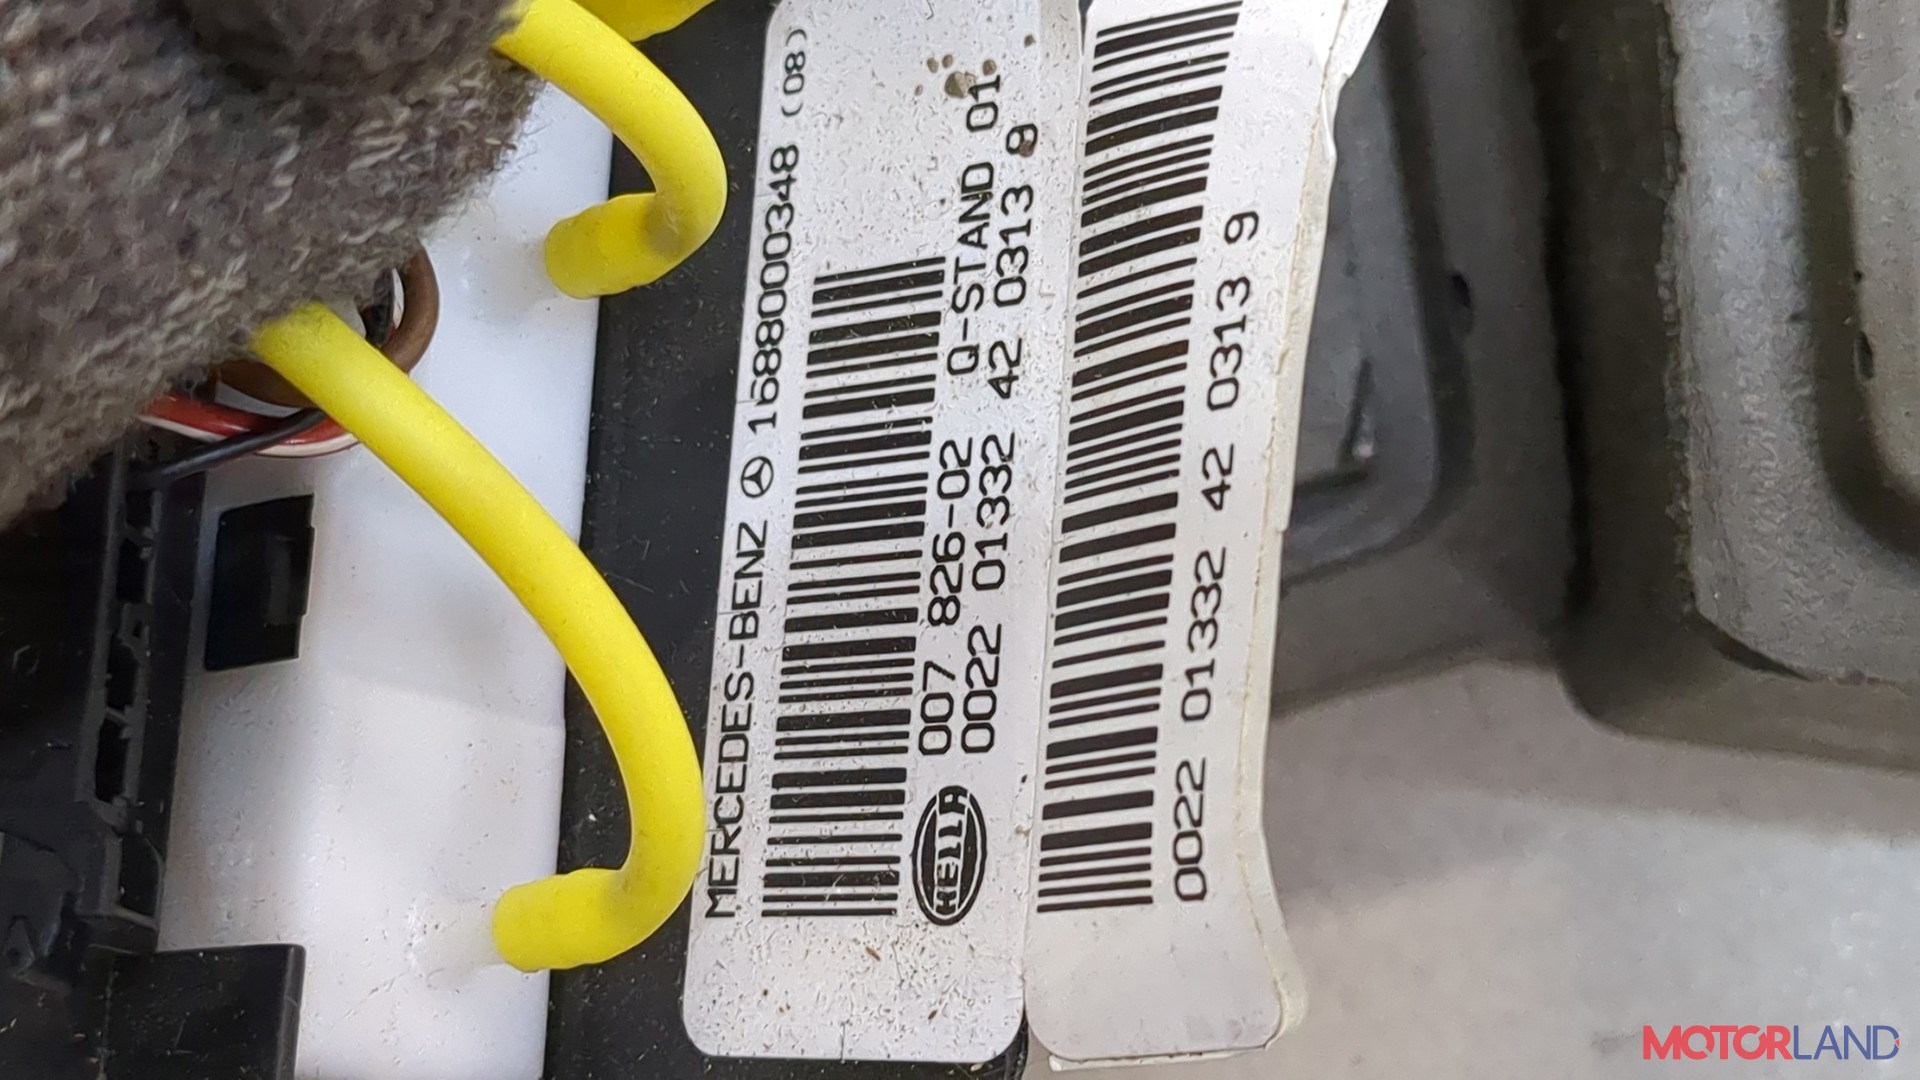 MERCEDES-BENZ 1688000348 (08)
007 826-02 Q-STAND 01
0022 01332 42 0313 9
HELLA
0022 01332 42 0313 9
MOTORLAND